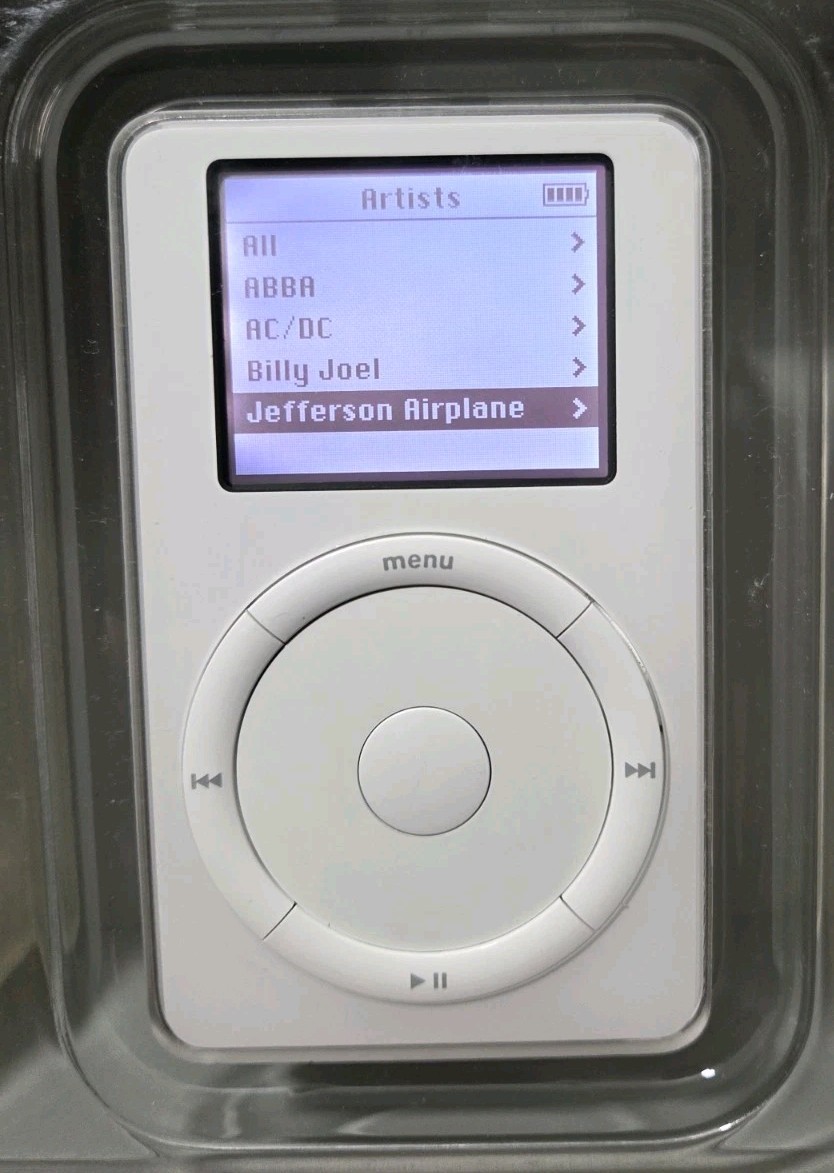 Artists
All
ABBA
AC/DC
Billy Joel
Jefferson Airplane
menu